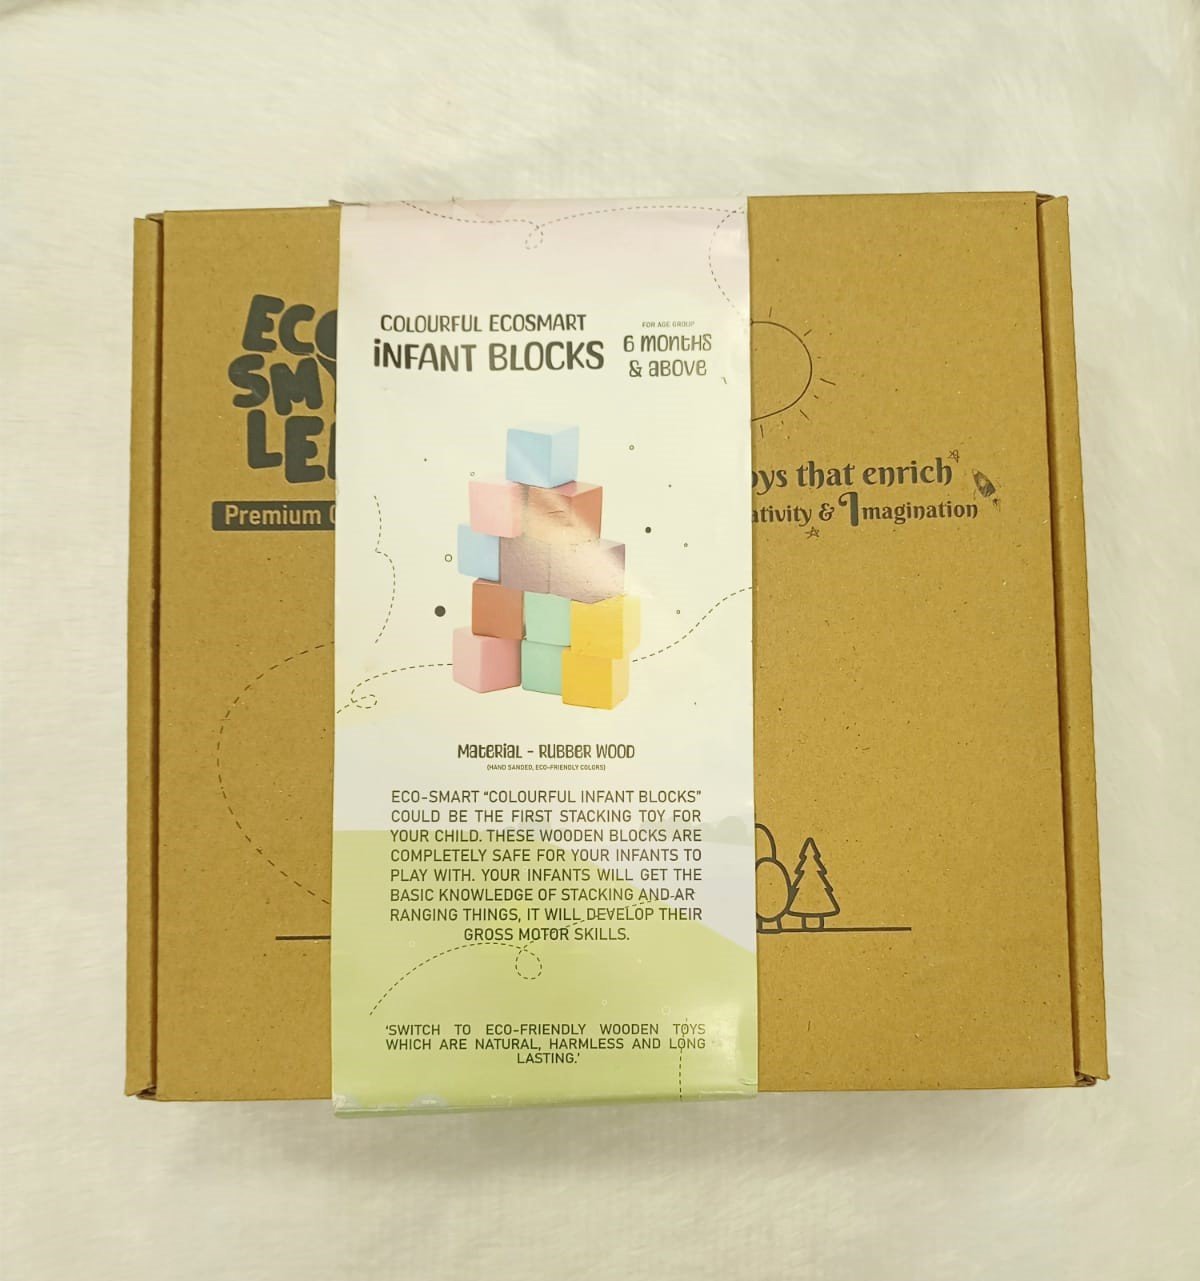 COLOURFUL ECOSMART
iNFANT BLOCKS
FOR AGE GROUP
6 MONTHS
& ABOVE
SM
Premium
that enrich
& Imagination
MATERIAL - RUBBER WOOD
(HAND SANDED, ECO-FRIENDLY COLORS)
ECO-SMART “COLOURFUL INFANT BLOCKS”
COULD BE THE FIRST STACKING TOY FOR
YOUR CHILD. THESE WOODEN BLOCKS ARE
COMPLETELY SAFE FOR YOUR INFANTS TO
PLAY WITH. YOUR INFANTS WILL GET THE
BASIC KNOWLEDGE OF STACKING AND AR
RANGING THINGS, IT WILL DEVELOP THEIR
GROSS MOTOR SKILLS.
‘SWITCH TO ECO-FRIENDLY WOODEN TOYS
WHICH ARE NATURAL, HARMLESS AND LONG
LASTING.’